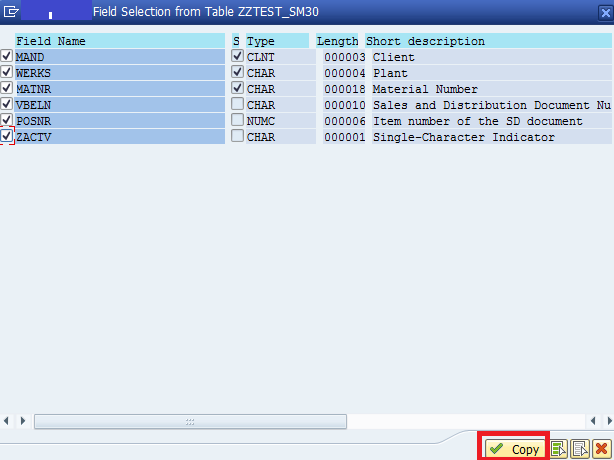 Field Selection from Table ZZTEST_SM30
Field Name S Type Length Short description
MAND CLNT 000003 Client
WERKS CHAR 000004 Plant
MATNR CHAR 000018 Material Number
VBELN CHAR 000010 Sales and Distribution Document Nu
POSNR NUMC 000006 Item number of the SD document
ZACTV CHAR 000001 Single-Character Indicator
Copy